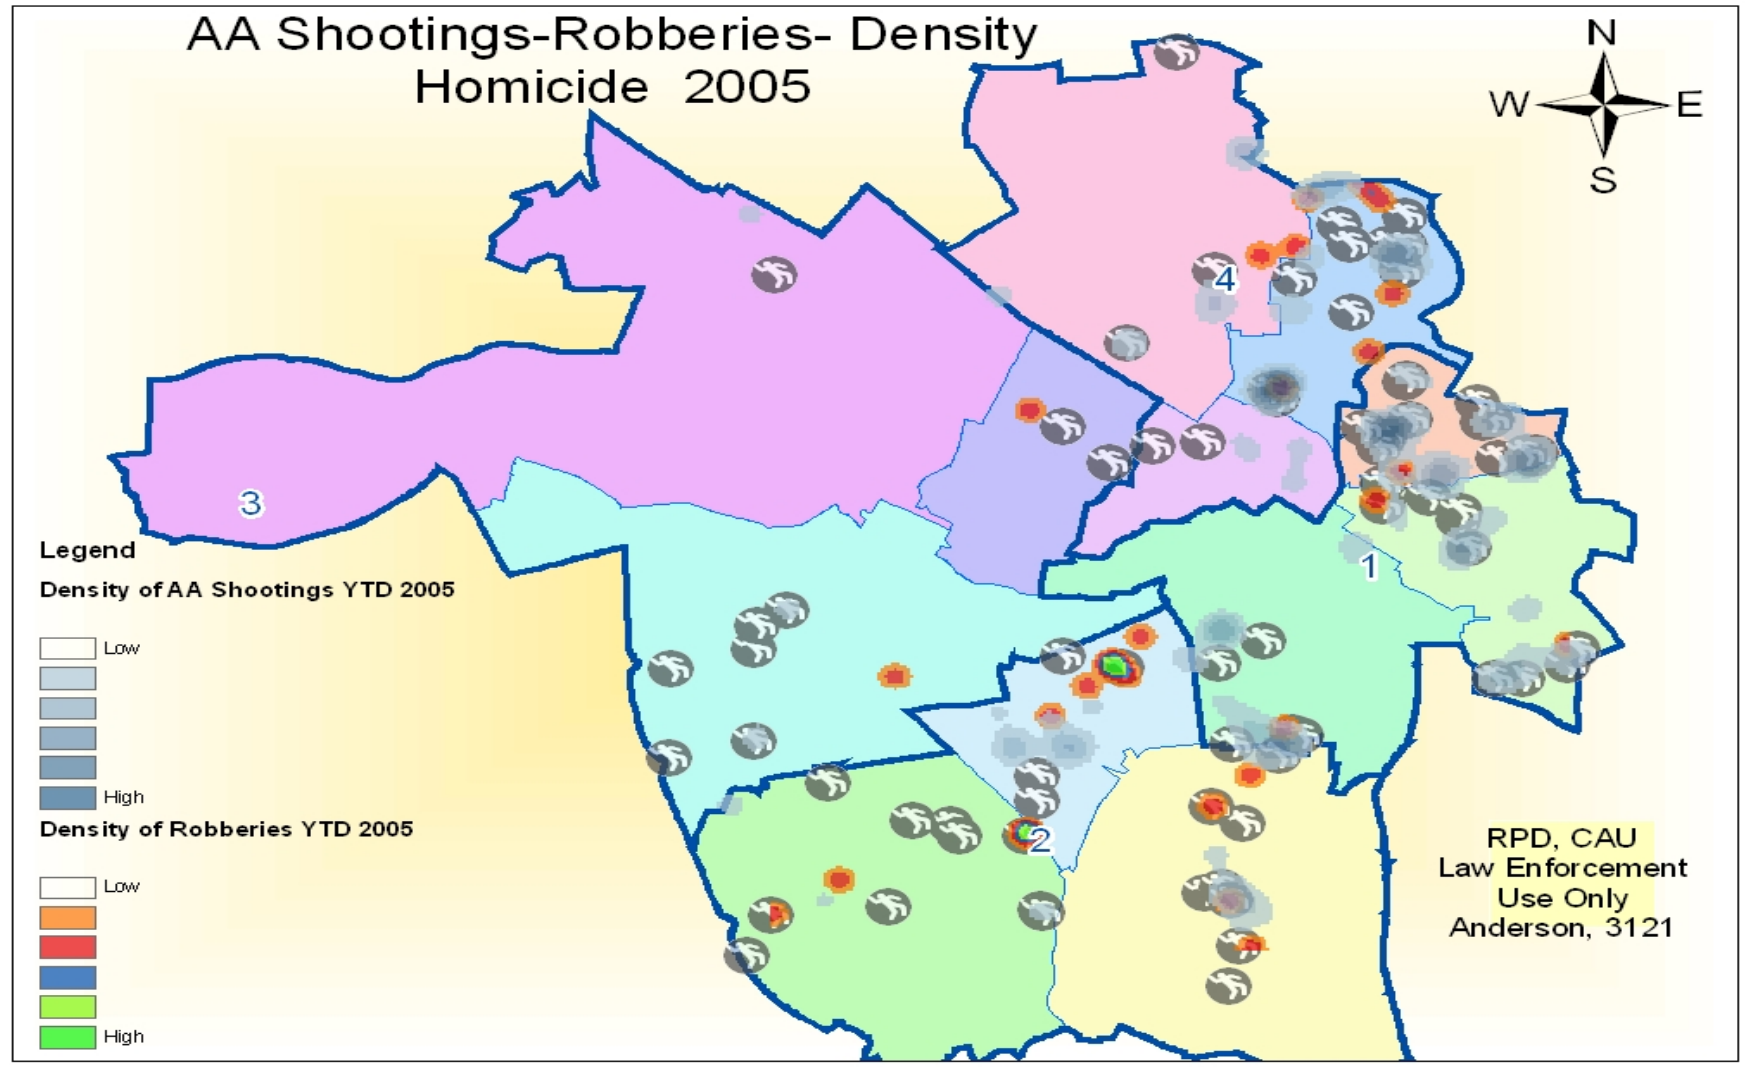 AA Shootings-Robberies- Density
Homicide 2005
N
W E
S
4
3
1
2
Legend
Density of AA Shootings YTD 2005
Low
High
Density of Robberies YTD 2005
Low
High
RPD, CAU
Law Enforcement
Use Only
Anderson, 3121